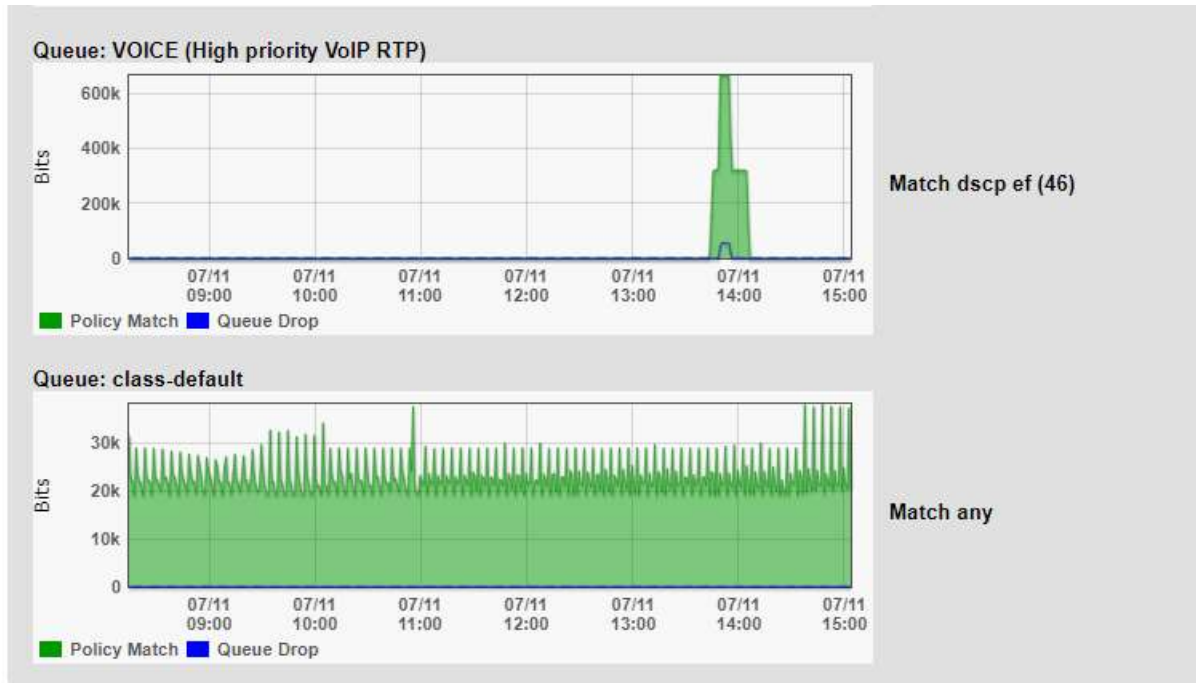 Queue: VOICE (High priority VoIP RTP)
600k
400k
200k
0
Bits
07/11 07/11 07/11 07/11 07/11 07/11 07/11
09:00 10:00 11:00 12:00 13:00 14:00 15:00
Policy Match Queue Drop
Match dscp ef (46)
Queue: class-default
30k
20k
10k
0
Bits
07/11 07/11 07/11 07/11 07/11 07/11 07/11
09:00 10:00 11:00 12:00 13:00 14:00 15:00
Policy Match Queue Drop
Match any